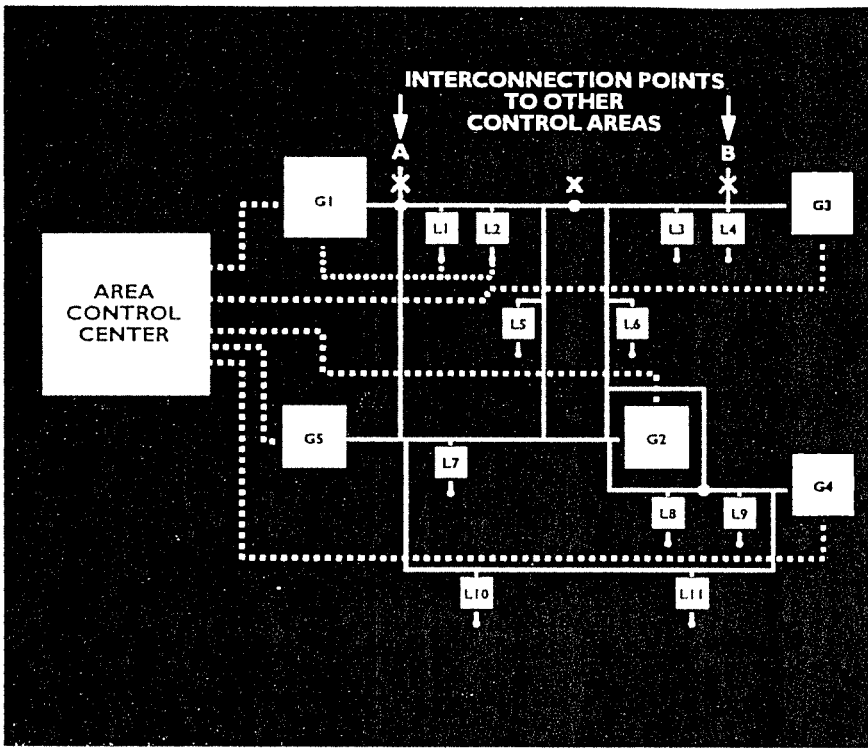 INTERCONNECTION POINTS
TO OTHER
CONTROL AREAS
A
B
X
G1
G3
L1
L2
L3
L4
AREA
CONTROL
CENTER
L5
L6
G5
G2
L7
G4
L8
L9
L10
L11